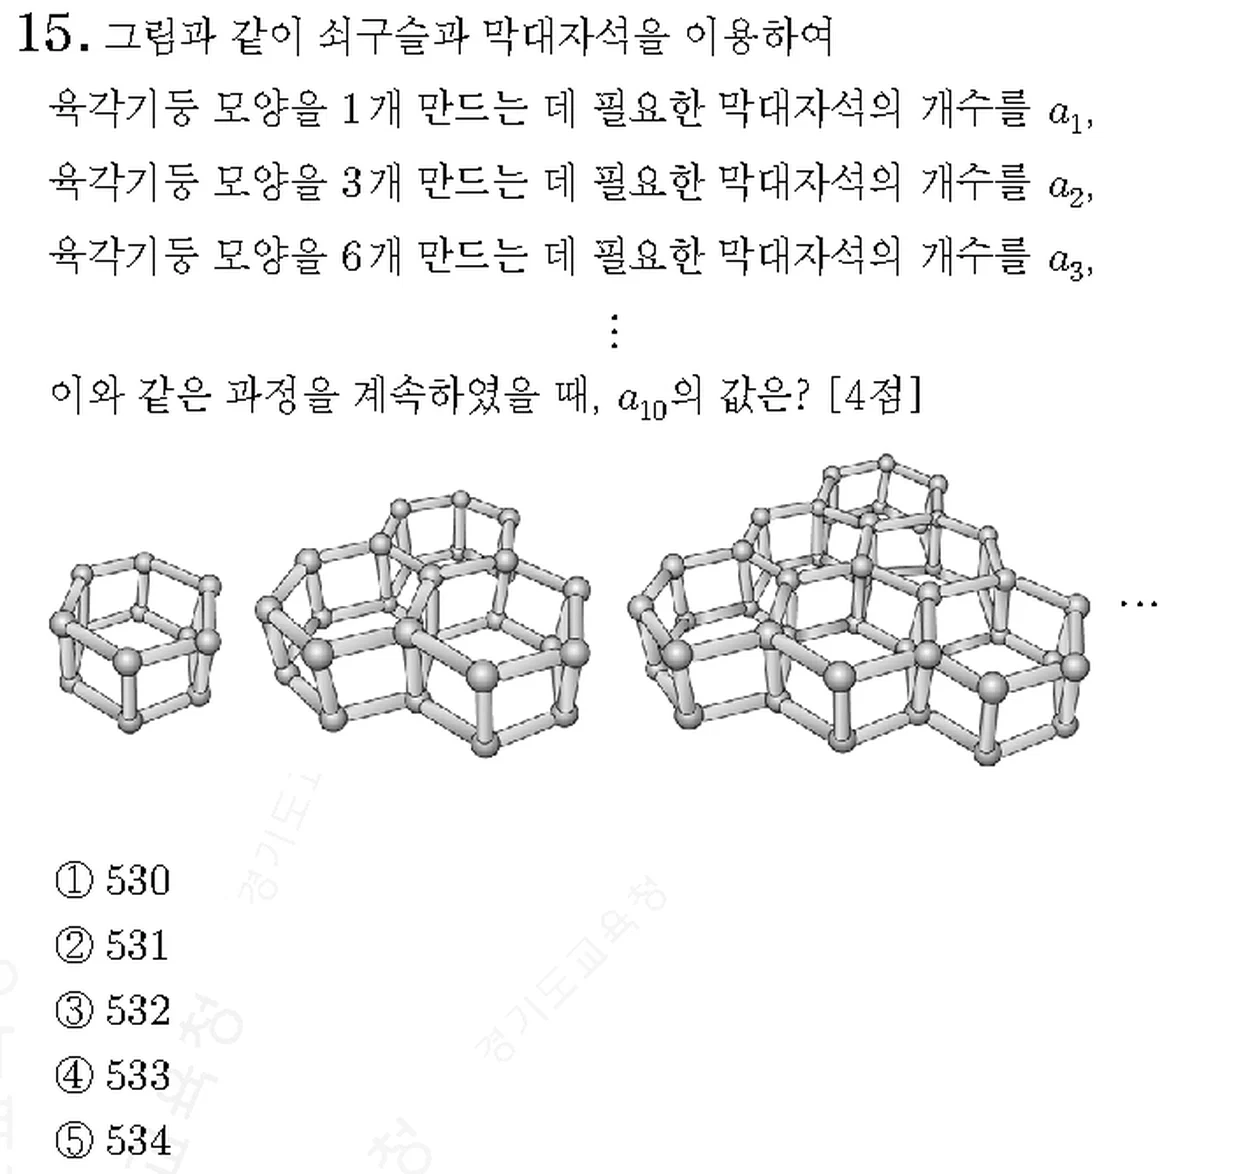 15. 그림과 같이 쇠구슬과 막대자석을 이용하여
육각기둥 모양을 1개 만드는 데 필요한 막대자석의 개수를 a₁,
육각기둥 모양을 3개 만드는 데 필요한 막대자석의 개수를 a₂,
육각기둥 모양을 6개 만드는 데 필요한 막대자석의 개수를 a₃,
⋮
이와 같은 과정을 계속하였을 때, a₁₀의 값은? [4점]
…
① 530
② 531
③ 532
④ 533
⑤ 534
경기도교육청